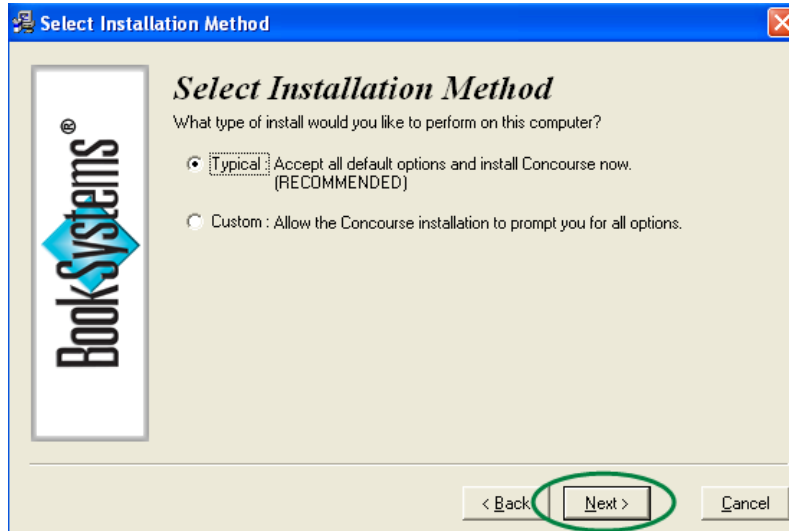 Select Installation Method
Book Systems®
Select Installation Method
What type of install would you like to perform on this computer?
Typical : Accept all default options and install Concourse now.
(RECOMMENDED)
Custom : Allow the Concourse installation to prompt you for all options.
< Back
Next >
Cancel